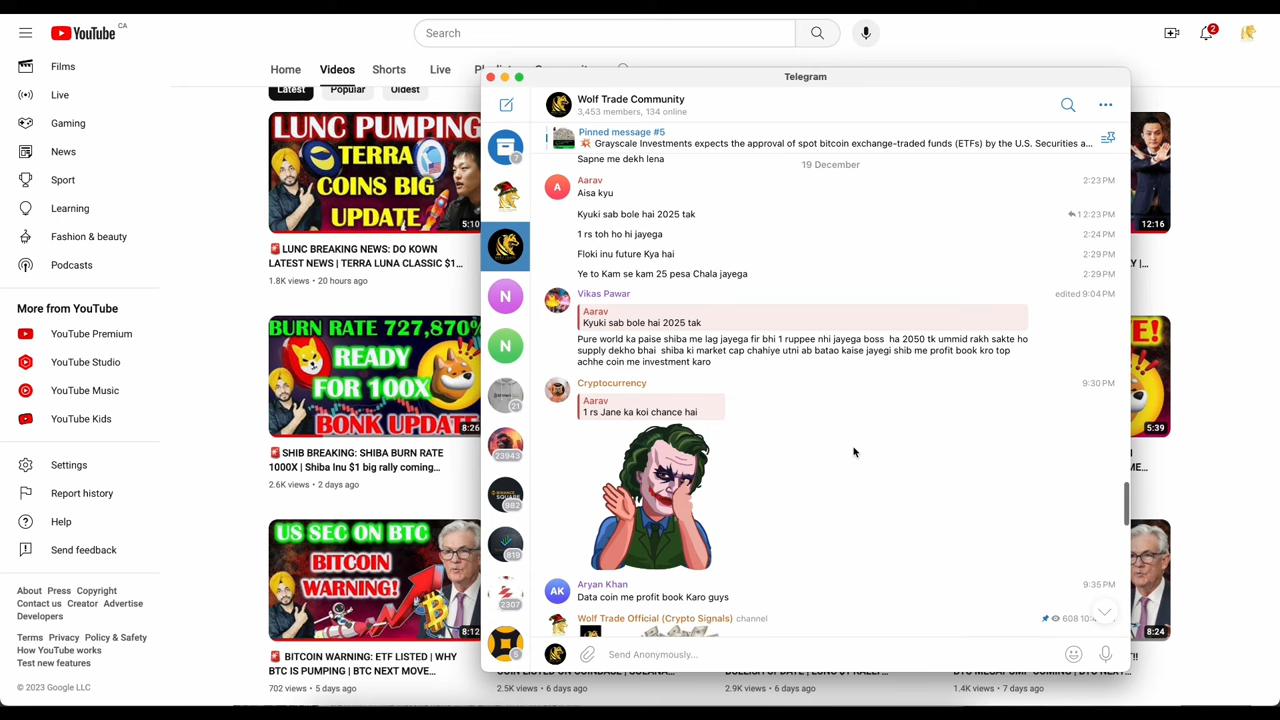 YouTube CA
Search
2
Films
Live
Gaming
News
Sport
Learning
Fashion & beauty
Podcasts
More from YouTube
YouTube Premium
YouTube Studio
YouTube Music
YouTube Kids
Settings
Report history
Help
Send feedback
About Press Copyright
Contact us Creator Advertise
Developers
Terms Privacy Policy & Safety
How YouTube works
Test new features
© 2023 Google LLC
Home Videos Shorts Live
Latest Popular Oldest
LUNC PUMPING
TERRA
COINS BIG
UPDATE
5:10
LUNC BREAKING NEWS: DO KOWN
LATEST NEWS | TERRA LUNA CLASSIC $1...
1.8K views • 20 hours ago
BURN RATE 727,870%
READY
FOR 100X
BONK UPDATE
8:26
SHIB BREAKING: SHIBA BURN RATE
1000X | Shiba Inu $1 big rally coming...
2.6K views • 2 days ago
US SEC ON BTC
BITCOIN
WARNING!
8:12
BITCOIN WARNING: ETF LISTED | WHY
BTC IS PUMPING | BTC NEXT MOVE...
702 views • 5 days ago
2.5K views • 6 days ago
2.9K views • 6 days ago
1.4K views • 7 days ago
12:16
5:39
8:24
Telegram
Wolf Trade Community
3,453 members, 134 online
Pinned message #5
Grayscale Investments expects the approval of spot bitcoin exchange-traded funds (ETFs) by the U.S. Securities a...
Sapne me dekh lena
19 December
Aarav 2:23 PM
Aisa kyu
Kyuki sab bole hai 2025 tak 1 2:23 PM
1 rs toh ho hi jayega 2:24 PM
Floki inu future Kya hai 2:29 PM
Ye to Kam se kam 25 pesa Chala jayega 2:29 PM
Vikas Pawar edited 9:04 PM
Aarav
Kyuki sab bole hai 2025 tak
Pure world ka paise shiba me lag jayega fir bhi 1 ruppee nhi jayega boss ha 2050 tk ummid rakh sakte ho
supply dekho bhai shiba ki market cap chahiye utni ab batao kaise jayegi shib me profit book kro top
achhe coin me investment karo
Cryptocurrency 9:30 PM
Aarav
1 rs Jane ka koi chance hai
AK
Aryan Khan 9:35 PM
Data coin me profit book Karo guys
Wolf Trade Official (Crypto Signals) channel 608
Send Anonymously...
7
A
N
N
21
23943
982
819
2307
5